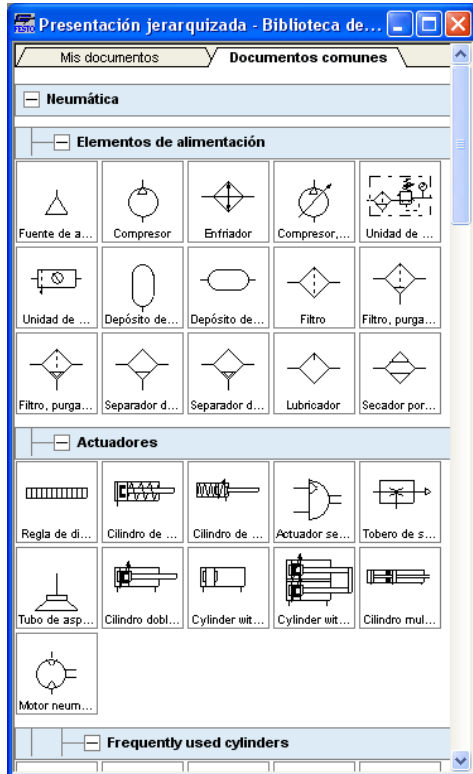 FESTO Presentación jerarquizada - Biblioteca de...
Mis documentos Documentos comunes
Neumática
Elementos de alimentación
Fuente de a... Compresor Enfriador Compresor,... Unidad de ...
Unidad de ... Depósito de... Depósito de... Filtro Filtro, purga...
Filtro, purga... Separador d... Separador d... Lubricador Secador por...
Actuadores
Regla de di... Cilindro de ... Cilindro de ... Actuador se... Tobero de s...
Tubo de asp... Cilindro dobl... Cylinder wit... Cylinder wit... Cilindro mul...
Motor neum...
Frequently used cylinders